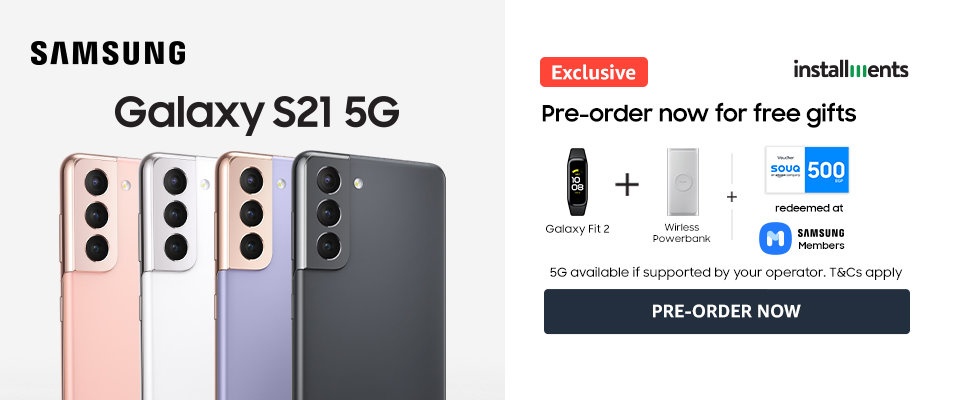 SAMSUNG
Galaxy S21 5G
Exclusive
installments
Pre-order now for free gifts
10
08
Voucher
souq
an amazon company
500
EGP
redeemed at
Galaxy Fit 2
+
Wirless
Powerbank
+
SAMSUNG
Members
5G available if supported by your operator. T&Cs apply
PRE-ORDER NOW